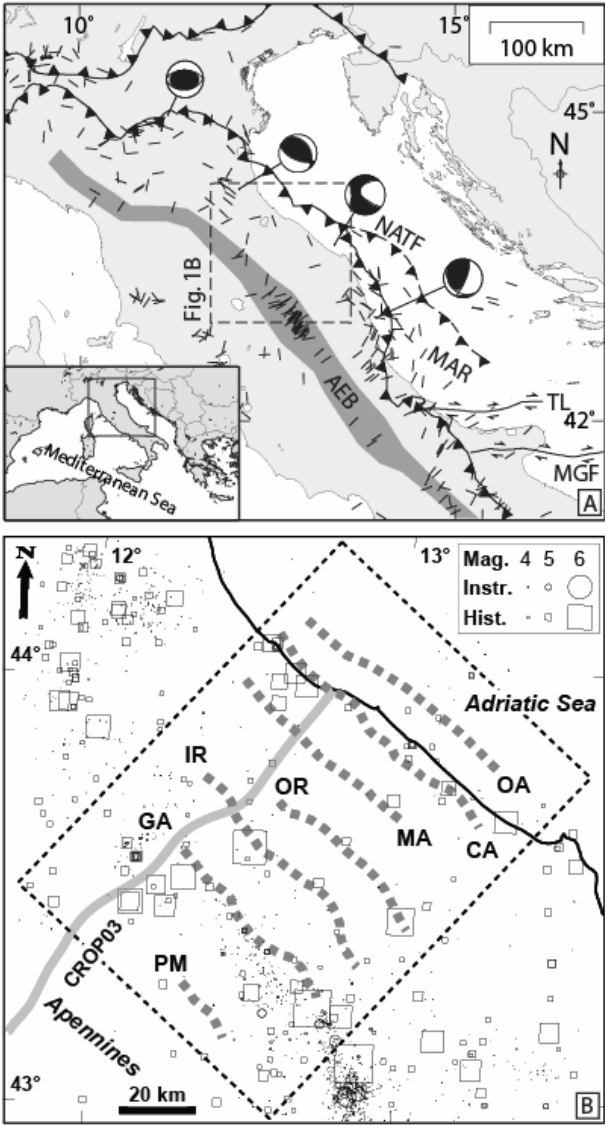 10°
15°
100 km
45°
N
NATF
Fig. 1B
MAR
AEB
TL
42°
MGF
Mediterranean Sea
A
N
12°
13°
Mag. 4 5 6
Instr.
Hist.
44°
Adriatic Sea
IR
OR
OA
GA
MA
CA
CROP03
PM
Apennines
43°
20 km
B